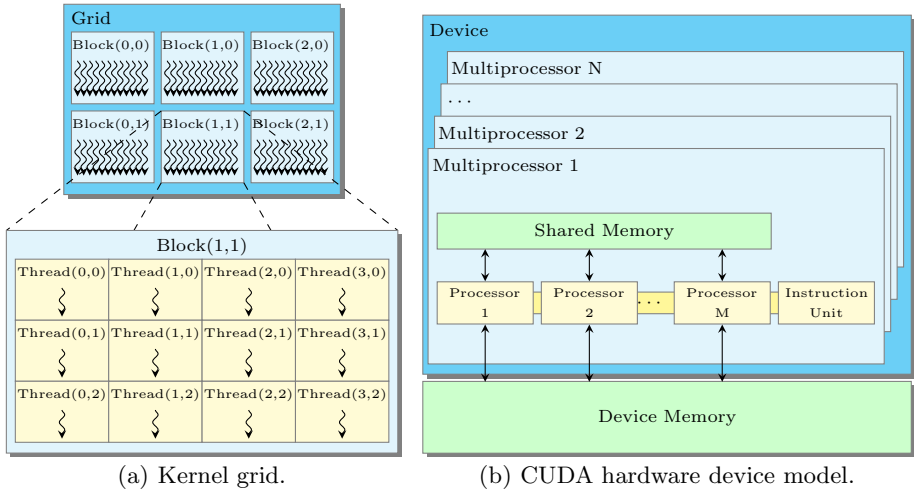 Grid
Block(0,0) Block(1,0) Block(2,0)
Block(0,1) Block(1,1) Block(2,1)
Block(1,1)
Thread(0,0) Thread(1,0) Thread(2,0) Thread(3,0)
Thread(0,1) Thread(1,1) Thread(2,1) Thread(3,1)
Thread(0,2) Thread(1,2) Thread(2,2) Thread(3,2)
(a) Kernel grid.
Device
Multiprocessor N
...
Multiprocessor 2
Multiprocessor 1
Shared Memory
Processor 1
Processor 2
...
Processor M
Instruction Unit
Device Memory
(b) CUDA hardware device model.